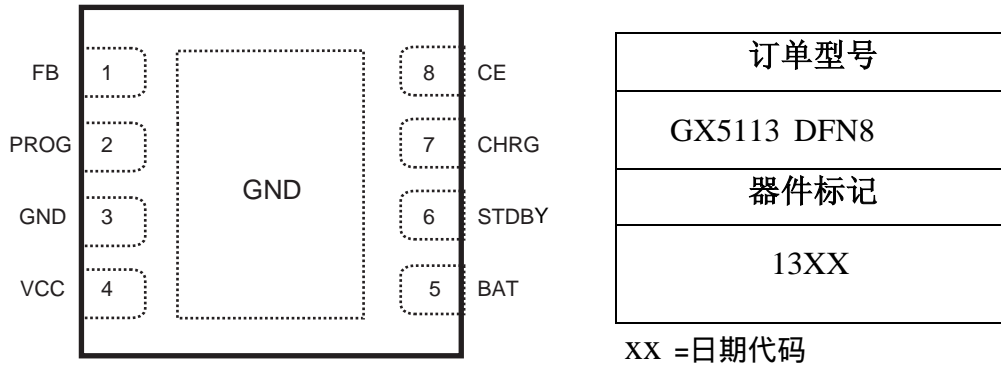 FB 1
PROG 2
GND 3
VCC 4
GND
8 CE
7 CHRG
6 STDBY
5 BAT
订单型号
GX5113 DFN8
器件标记
13XX
XX =日期代码